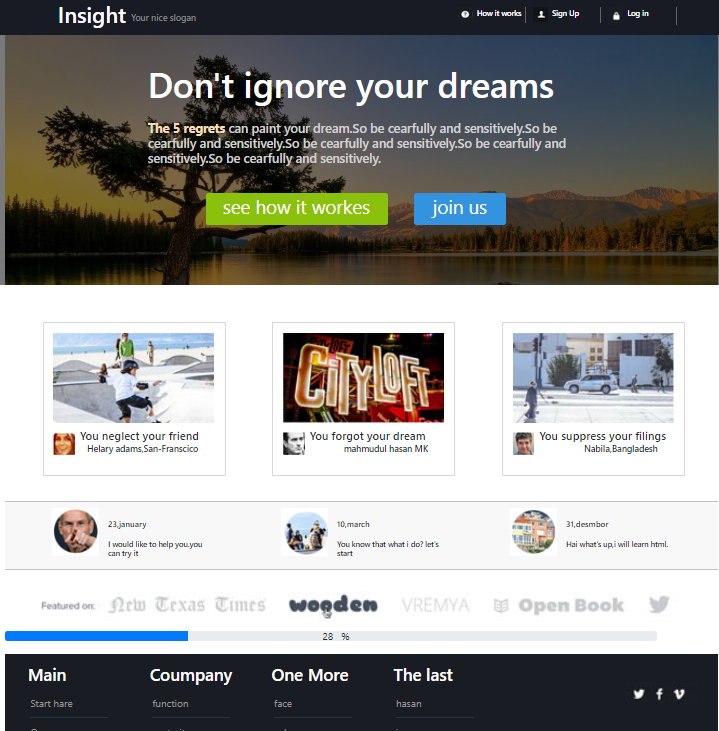 Insight Your nice slogan
How it works
Sign Up
Log in
Don't ignore your dreams
The 5 regrets can paint your dream.So be cearfully and sensitively.So be
cearfully and sensitively.So be cearfully and sensitively.So be cearfully and
sensitively.So be cearfully and sensitively.
see how it workes
join us
CITYLOFT
You neglect your friend
Helary adams,San-Franscico
You forgot your dream
mahmudul hasan MK
You suppress your filings
Nabila,Bangladesh
23,january
I would like to help you.you
can try it
10,march
You know that what i do? let's
start
31,desmbor
Hai what's up,i will learn html.
Featured on:
New Texas Times
wooden
VREMYA
Open Book
28 %
Main
Coumpany
One More
The last
Start hare
function
face
hasan